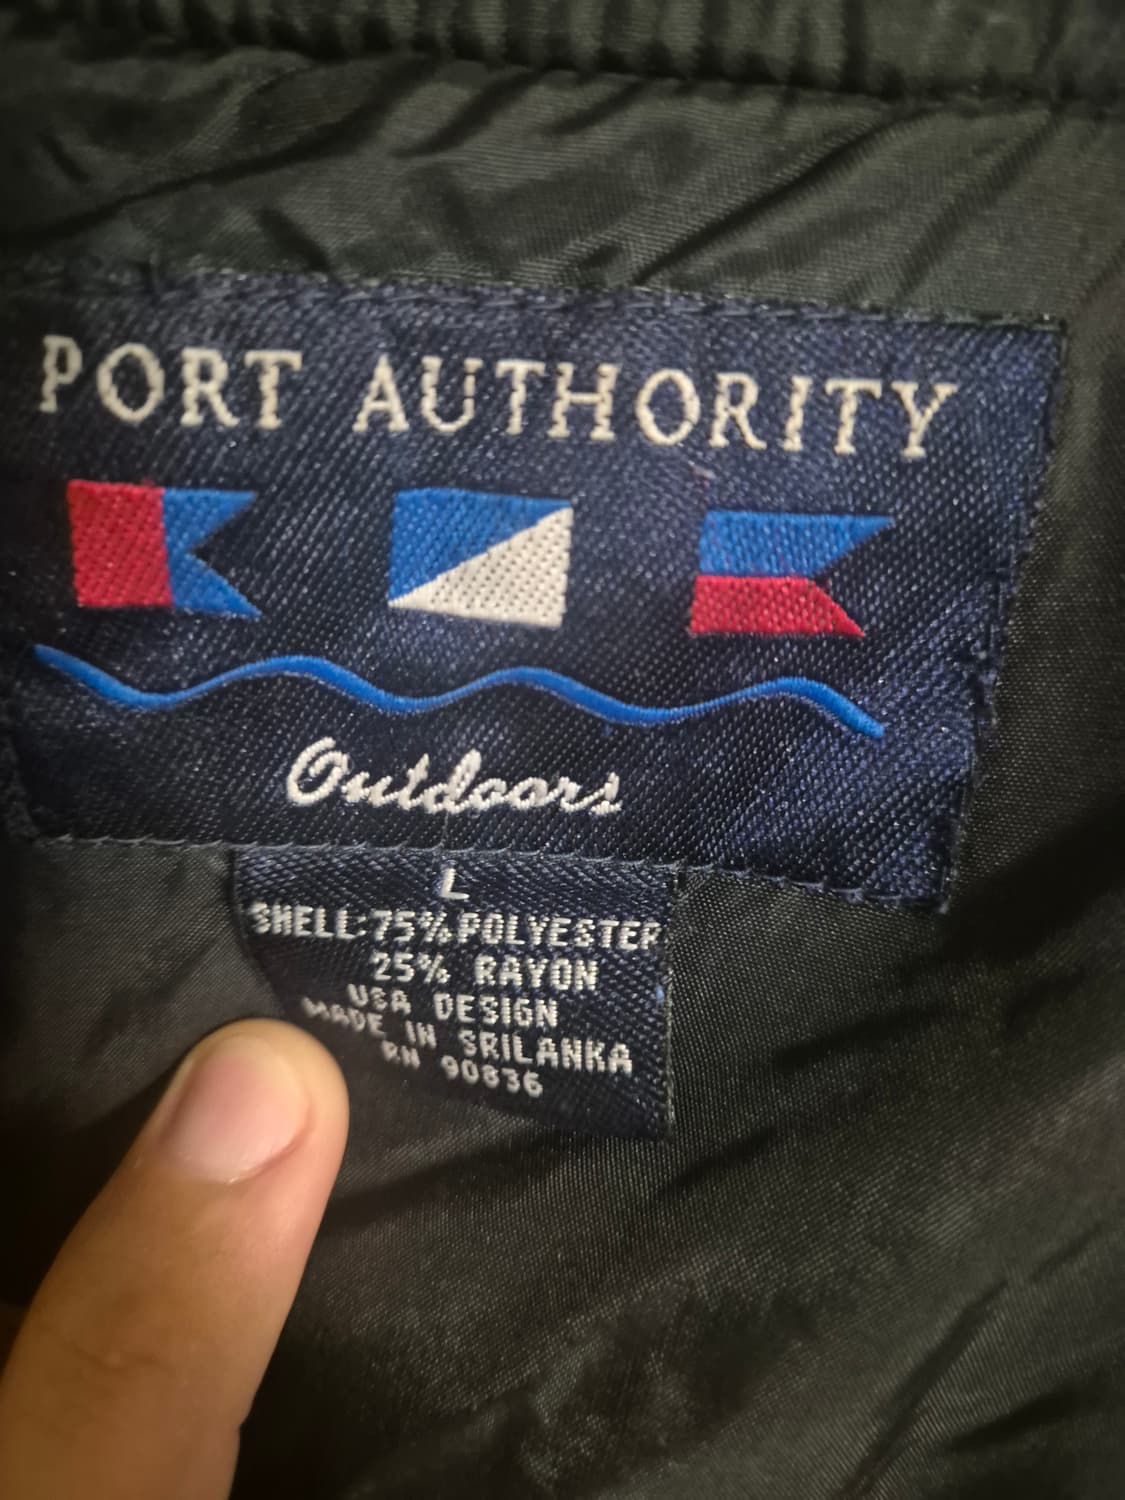 PORT AUTHORITY
Outdoors
L
SHELL:75%POLYESTER
25% RAYON
USA DESIGN
MADE IN SRILANKA
RN 90836